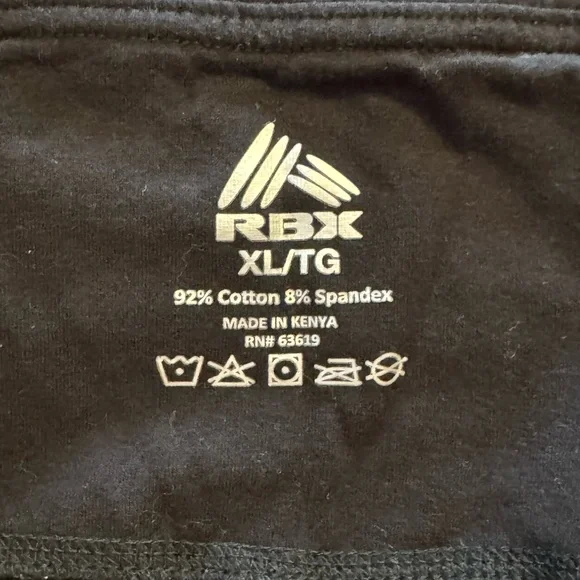 RBX
XL/TG
92% Cotton 8% Spandex
MADE IN KENYA
RN# 63619